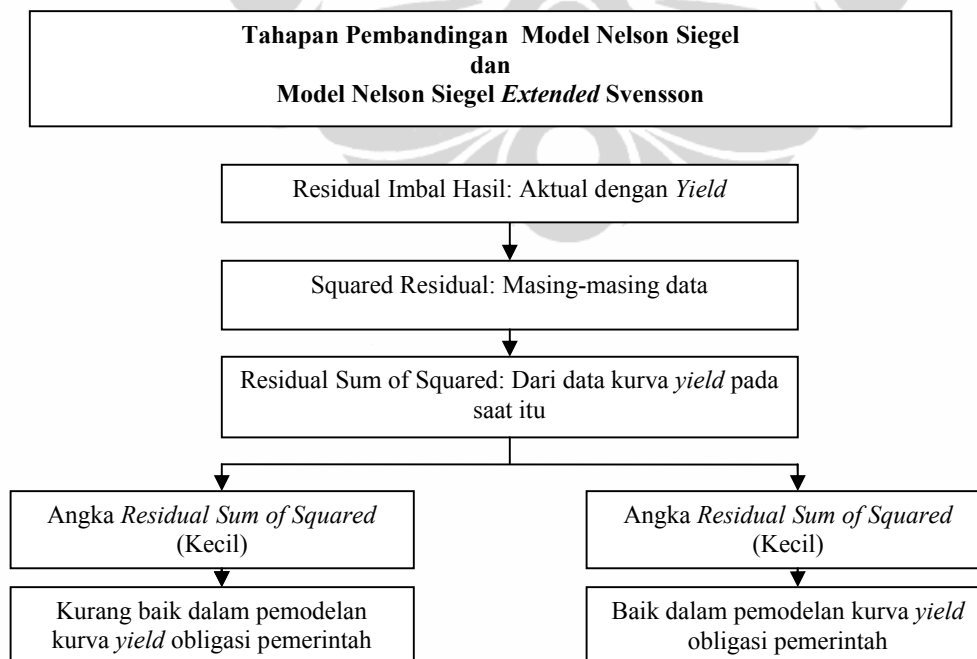 Tahapan Pembandingan Model Nelson Siegel
dan
Model Nelson Siegel Extended Svensson
Residual Imbal Hasil: Aktual dengan Yield
Squared Residual: Masing-masing data
Residual Sum of Squared: Dari data kurva yield pada
saat itu
Angka Residual Sum of Squared
(Kecil)
Angka Residual Sum of Squared
(Kecil)
Kurang baik dalam pemodelan
kurva yield obligasi pemerintah
Baik dalam pemodelan kurva yield
obligasi pemerintah